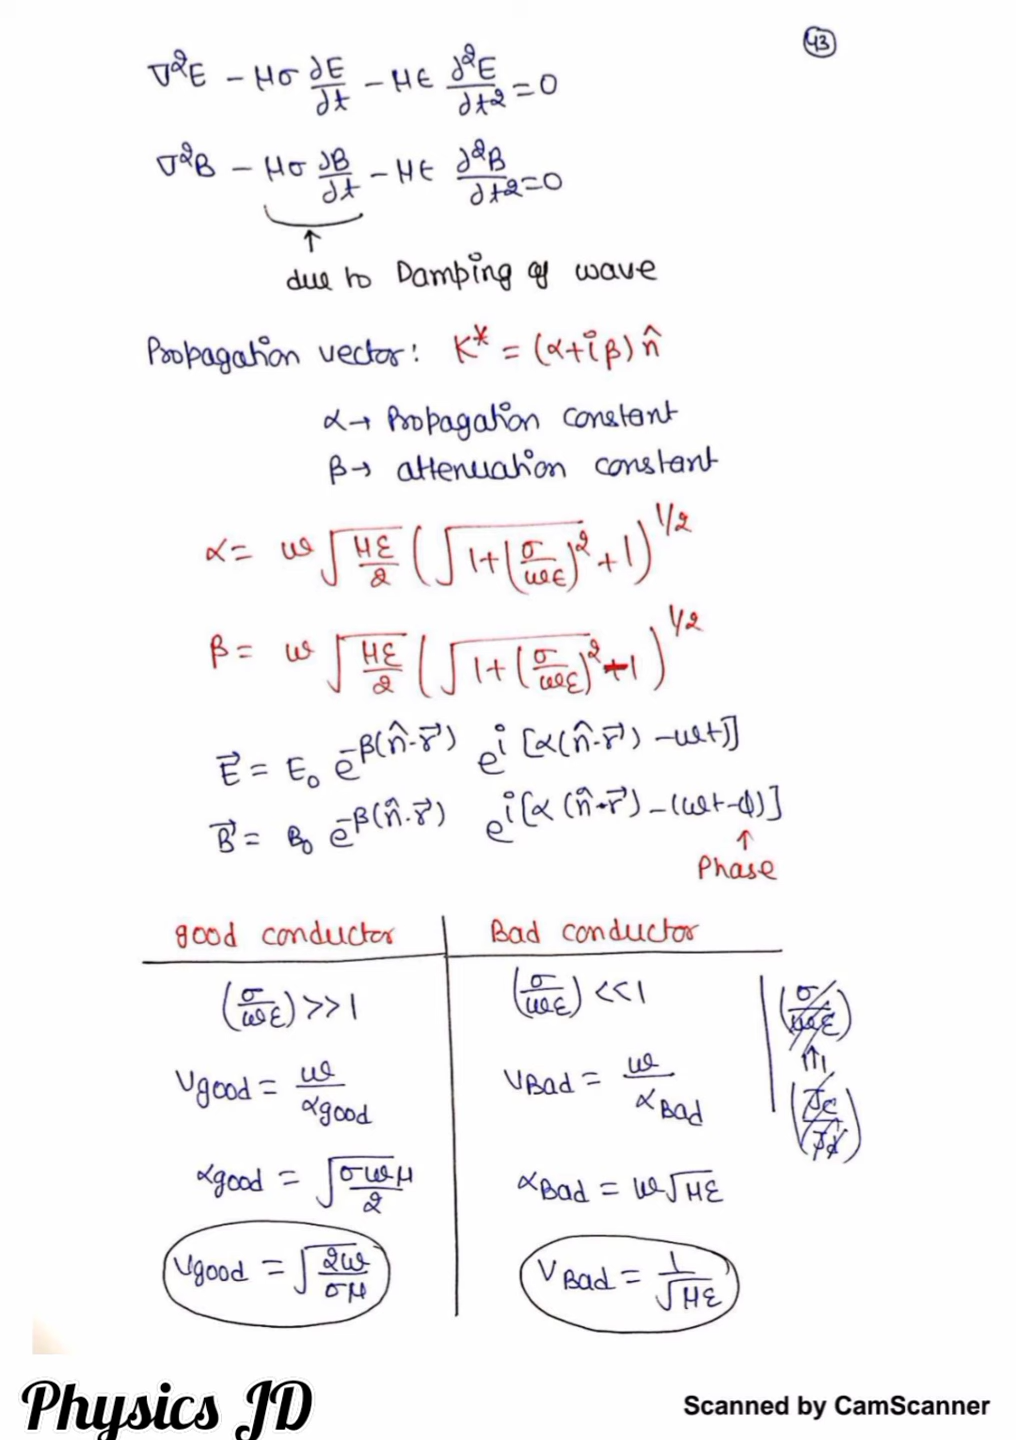 43
∇²E − μσ ∂E/∂t − μϵ ∂²E/∂t² = 0
∇²B − μσ ∂B/∂t − μϵ ∂²B/∂t² = 0
↑
due to Damping of wave
Propagation vector: K* = (α+iβ) n̂
α → Propagation constant
β → attenuation constant
α = ω √(με/2) (√(1+(σ/ωϵ)²) + 1)^1/2
β = ω √(με/2) (√(1+(σ/ωε)²) − 1)^1/2
E⃗ = E₀ e^−β(n̂·r⃗) e^i[α(n̂·r⃗) − ωt]
B⃗ = B₀ e^−β(n̂·r⃗) e^i[α(n̂·r⃗) − (ωt−ϕ)]
↑
Phase
good conductor | Bad conductor
(σ/ωε) >> 1 | (σ/ωε) << 1 | (σ/ωε)
Vgood = ω/αgood | VBad = ω/αBad | ↑↑ (Jc/Jd)
αgood = √(σωμ/2) | αBad = ω√με
Vgood = √(2ω/σμ) | VBad = 1/√με
Physics JD
Scanned by CamScanner